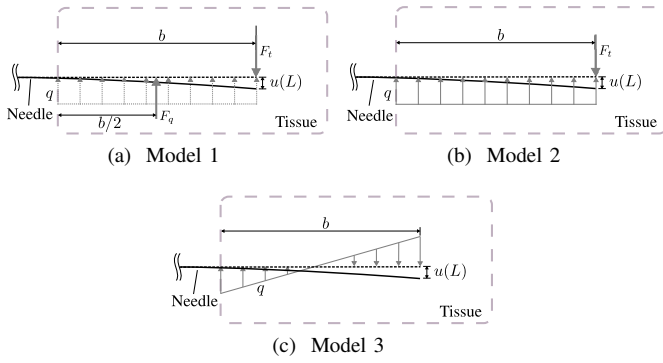 b
F_t
q
u(L)
Needle
b/2
F_q
Tissue
(a) Model 1
b
F_t
q
u(L)
Needle
Tissue
(b) Model 2
b
u(L)
q
Needle
Tissue
(c) Model 3